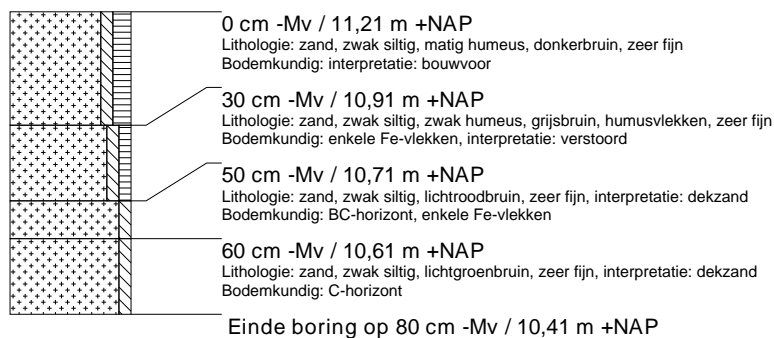 0 cm -Mv / 11,21 m +NAP
Lithologie: zand, zwak siltig, matig humeus, donkerbruin, zeer fijn
Bodemkundig: interpretatie: bouwvoor
30 cm -Mv / 10,91 m +NAP
Lithologie: zand, zwak siltig, zwak humeus, grijsbruin, humusvlekken, zeer fijn
Bodemkundig: enkele Fe-vlekken, interpretatie: verstoord
50 cm -Mv / 10,71 m +NAP
Lithologie: zand, zwak siltig, lichtroodbruin, zeer fijn, interpretatie: dekzand
Bodemkundig: BC-horizont, enkele Fe-vlekken
60 cm -Mv / 10,61 m +NAP
Lithologie: zand, zwak siltig, lichtgroenbruin, zeer fijn, interpretatie: dekzand
Bodemkundig: C-horizont
Einde boring op 80 cm -Mv / 10,41 m +NAP